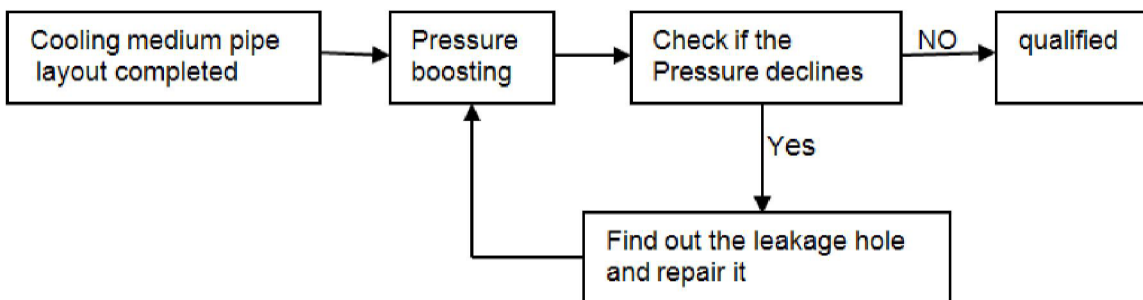 Cooling medium pipe
layout completed
Pressure
boosting
Check if the
Pressure declines
NO
qualified
Yes
Find out the leakage hole
and repair it